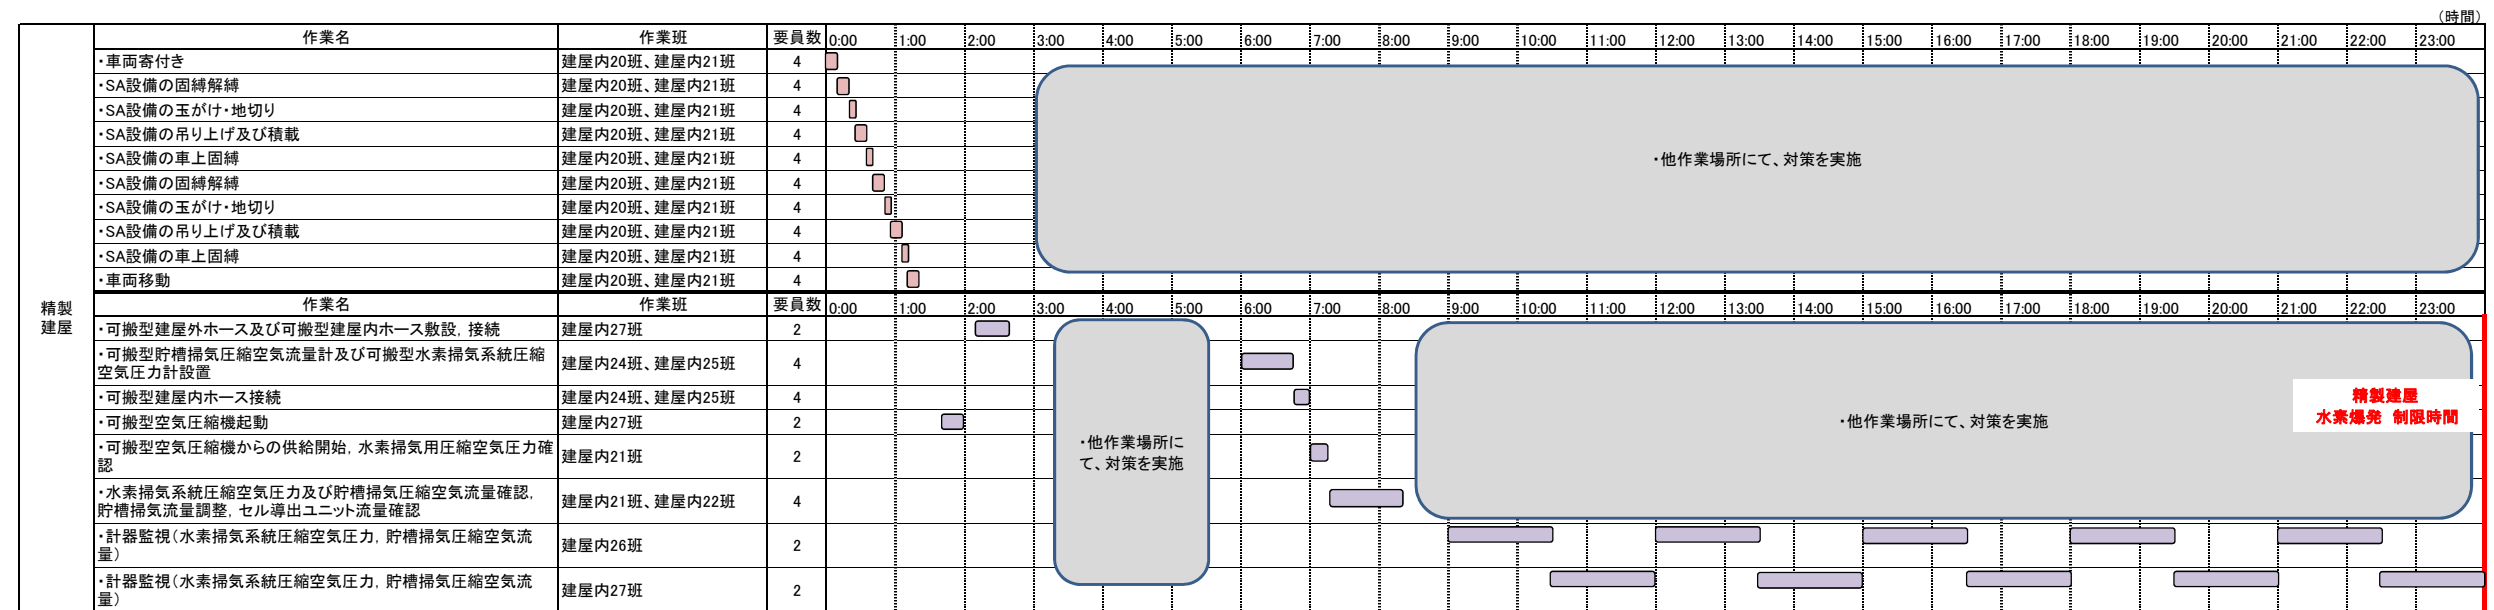 (時間)
作業名 作業班 要員数 0:00 1:00 2:00 3:00 4:00 5:00 6:00 7:00 8:00 9:00 10:00 11:00 12:00 13:00 14:00 15:00 16:00 17:00 18:00 19:00 20:00 21:00 22:00 23:00
・車両寄付き 建屋内20班、建屋内21班 4
・SA設備の固縛解縛 建屋内20班、建屋内21班 4
・SA設備の玉がけ・地切り 建屋内20班、建屋内21班 4
・SA設備の吊り上げ及び積載 建屋内20班、建屋内21班 4
・SA設備の車上固縛 建屋内20班、建屋内21班 4
・他作業場所にて、対策を実施
・SA設備の固縛解縛 建屋内20班、建屋内21班 4
・SA設備の玉がけ・地切り 建屋内20班、建屋内21班 4
・SA設備の吊り上げ及び積載 建屋内20班、建屋内21班 4
・SA設備の車上固縛 建屋内20班、建屋内21班 4
・車両移動 建屋内20班、建屋内21班 4
精製
建屋
作業名 作業班 要員数 0:00 1:00 2:00 3:00 4:00 5:00 6:00 7:00 8:00 9:00 10:00 11:00 12:00 13:00 14:00 15:00 16:00 17:00 18:00 19:00 20:00 21:00 22:00 23:00
・可搬型建屋外ホース及び可搬型建屋内ホース敷設，接続 建屋内27班 2
・可搬型貯槽掃気圧縮空気流量計及び可搬型水素掃気系統圧縮
空気圧力計設置 建屋内24班、建屋内25班 4
・可搬型建屋内ホース接続 建屋内24班、建屋内25班 4
精製建屋
水素爆発 制限時間
・可搬型空気圧縮機起動 建屋内27班 2
・他作業場所にて、対策を実施
・他作業場所に
て、対策を実施
・可搬型空気圧縮機からの供給開始，水素掃気用圧縮空気圧力確
認 建屋内21班 2
・水素掃気系統圧縮空気圧力及び貯槽掃気圧縮空気流量確認，
貯槽掃気流量調整，セル導出ユニット流量確認 建屋内21班、建屋内22班 4
・計器監視（水素掃気系統圧縮空気圧力，貯槽掃気圧縮空気流
量） 建屋内26班 2
・計器監視（水素掃気系統圧縮空気圧力，貯槽掃気圧縮空気流
量） 建屋内27班 2